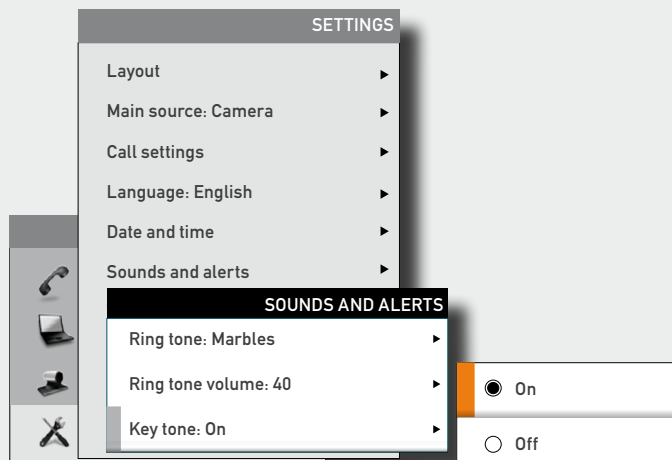 SETTINGS
Layout
Main source: Camera
Call settings
Language: English
Date and time
Sounds and alerts
SOUNDS AND ALERTS
Ring tone: Marbles
Ring tone volume: 40
Key tone: On
On
Off